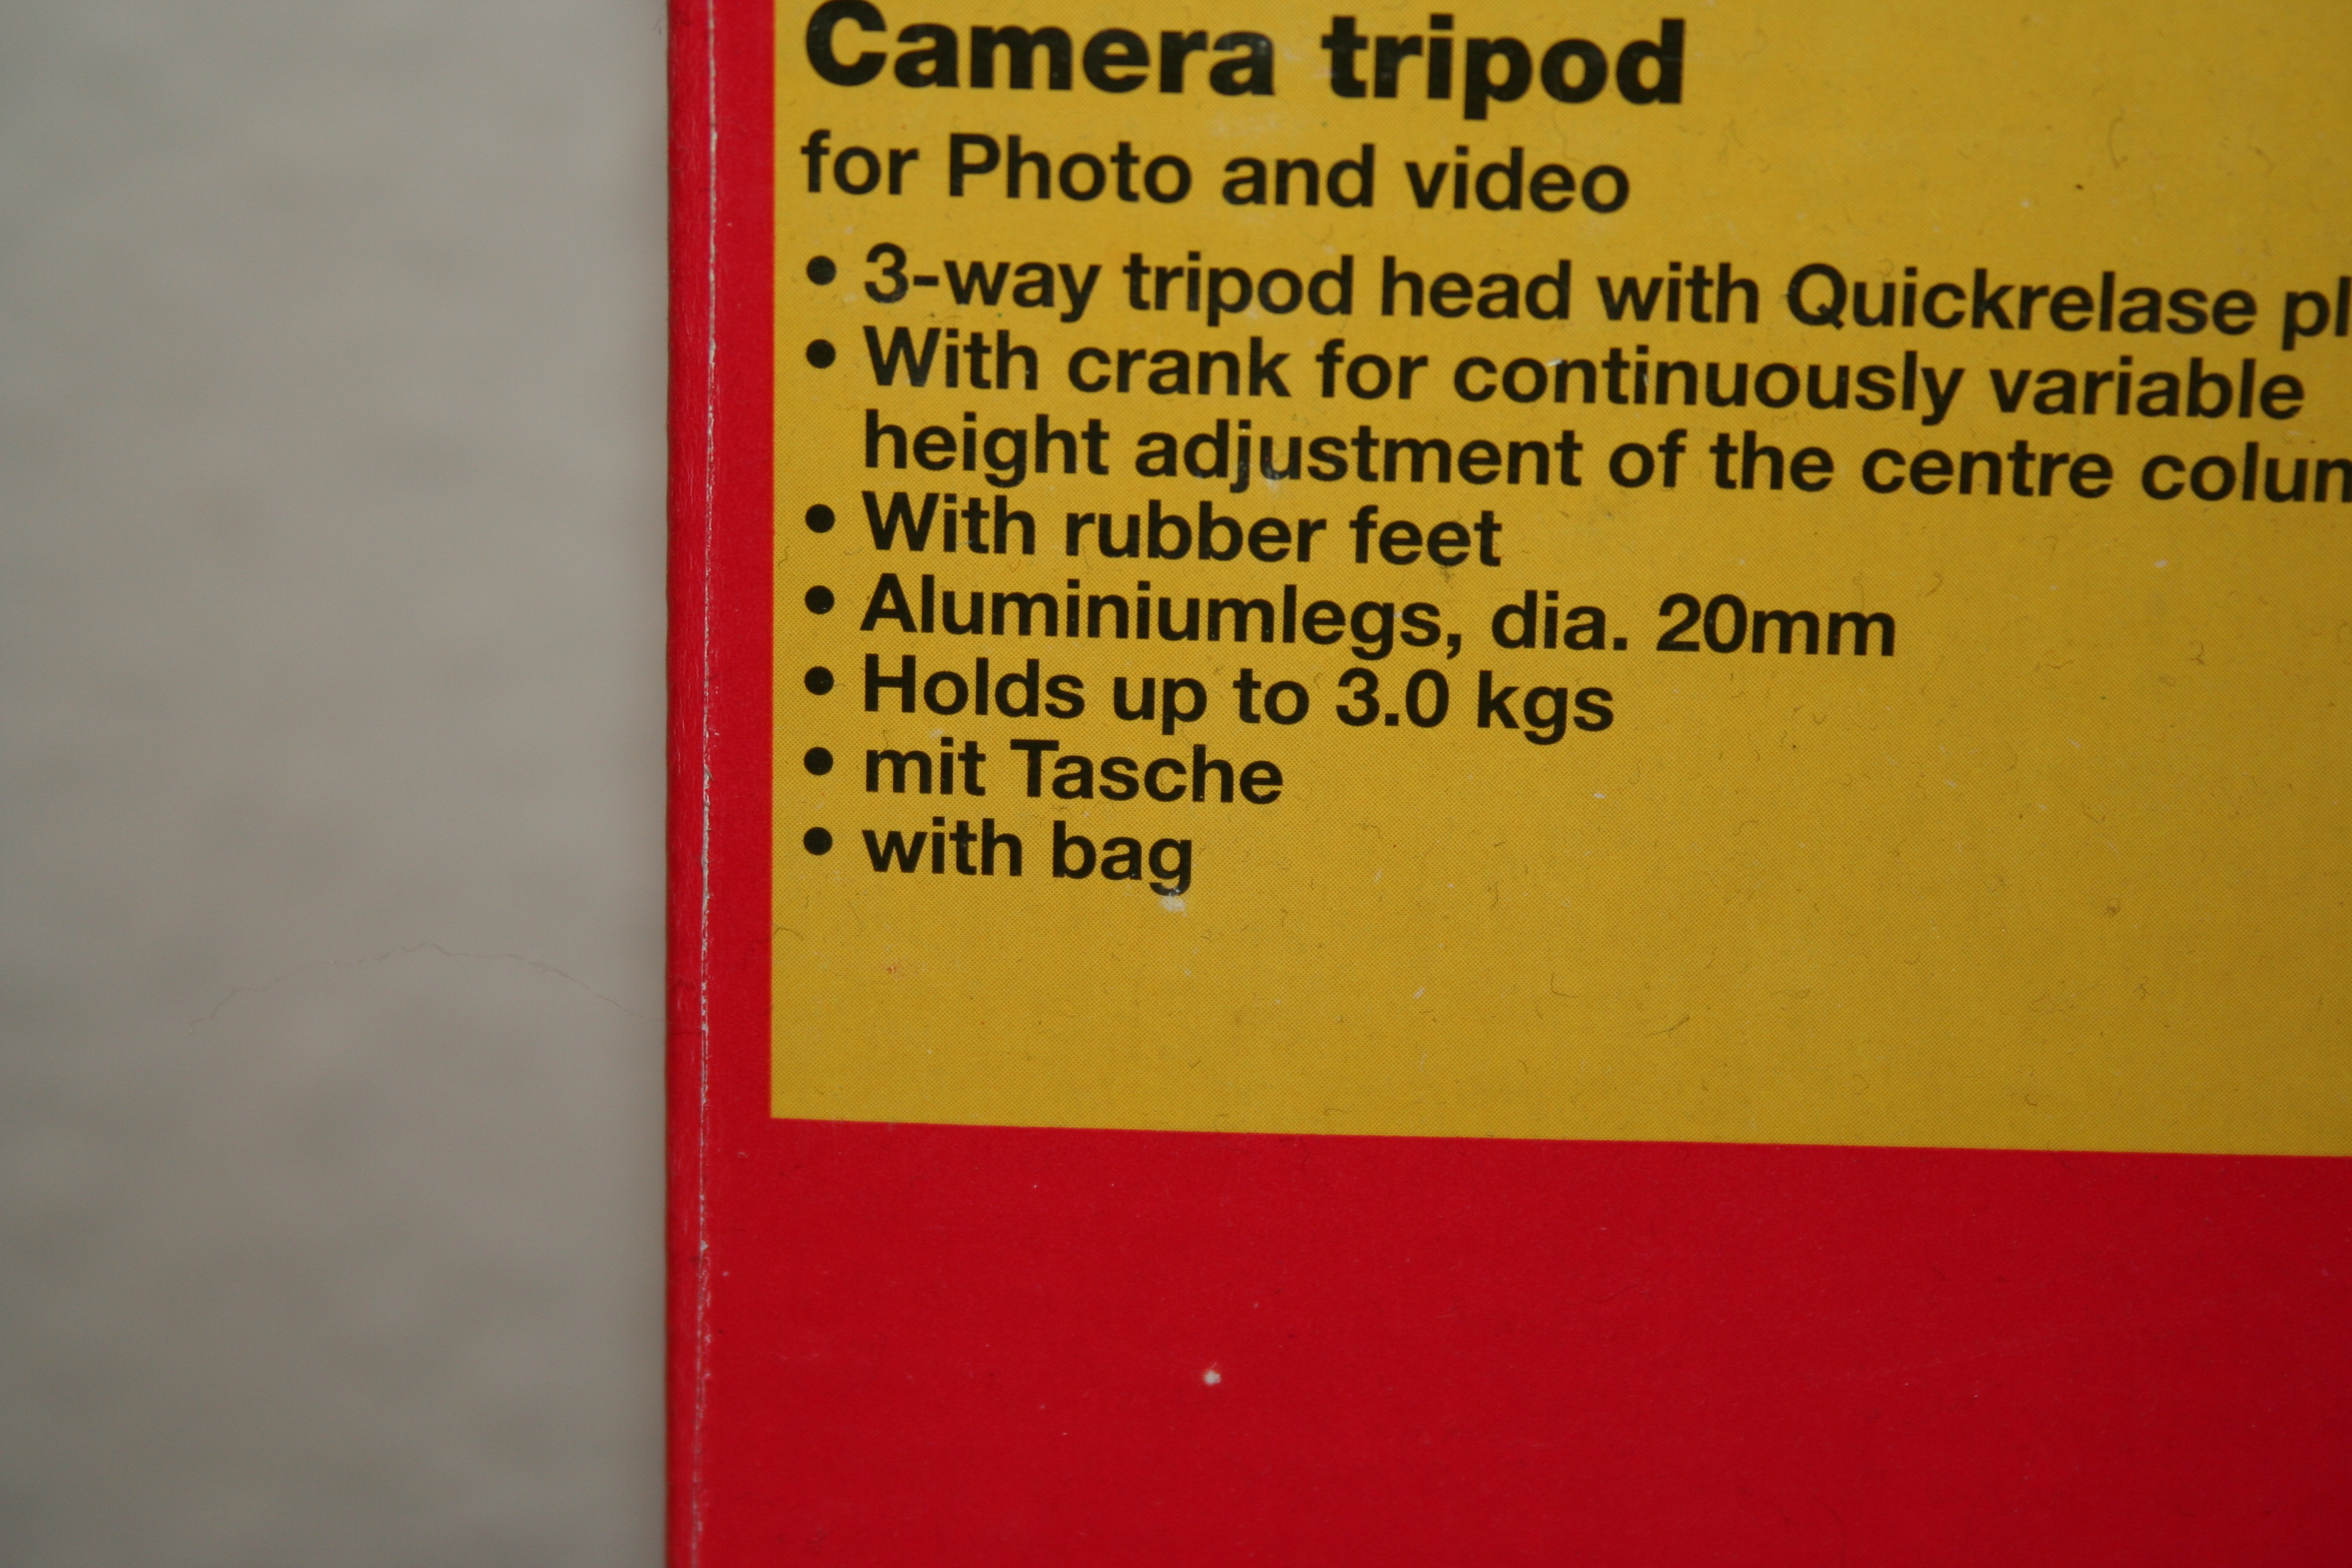 Camera tripod
for Photo and video
• 3-way tripod head with Quickrelase
• With crank for continuously variable
height adjustment of the centre
• With rubber feet
• Aluminiumlegs, dia. 20mm
• Holds up to 3.0 kgs
• mit Tasche
• with bag